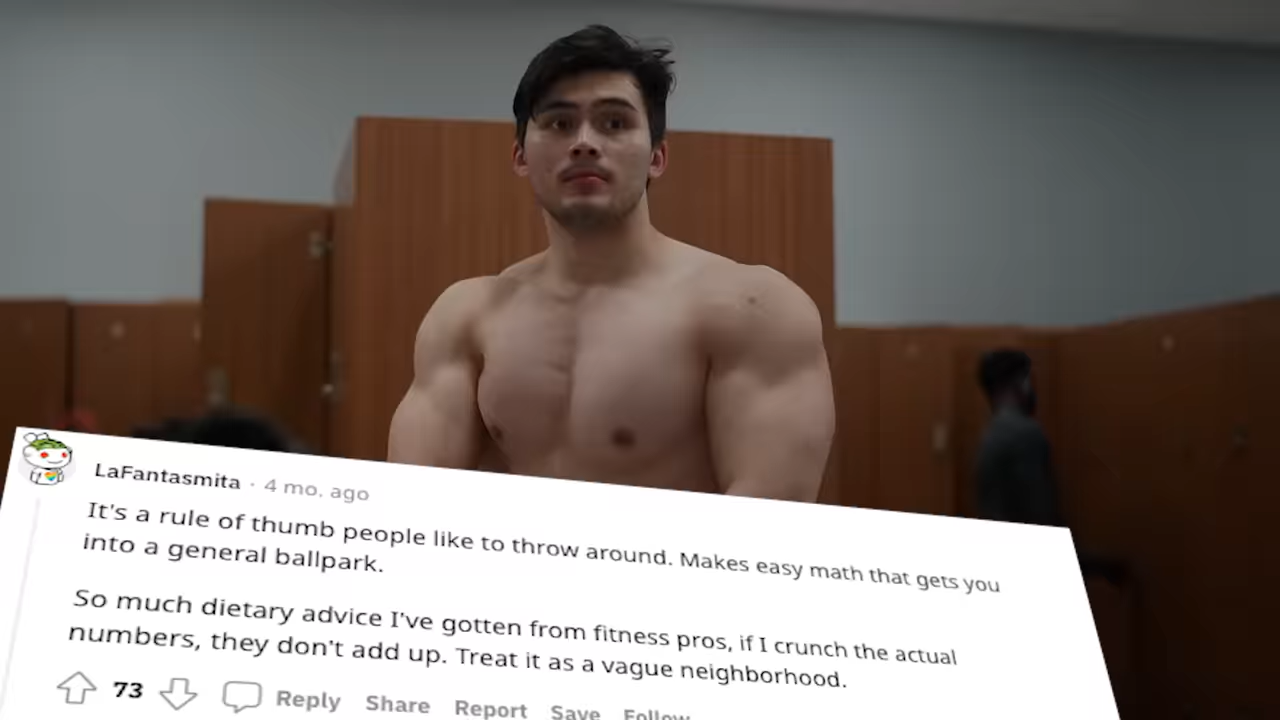 LaFantasmita · 4 mo. ago
It's a rule of thumb people like to throw around. Makes easy math that gets you
into a general ballpark.
So much dietary advice I've gotten from fitness pros, if I crunch the actual
numbers, they don't add up. Treat it as a vague neighborhood.
73 Reply Share Report Save Follow